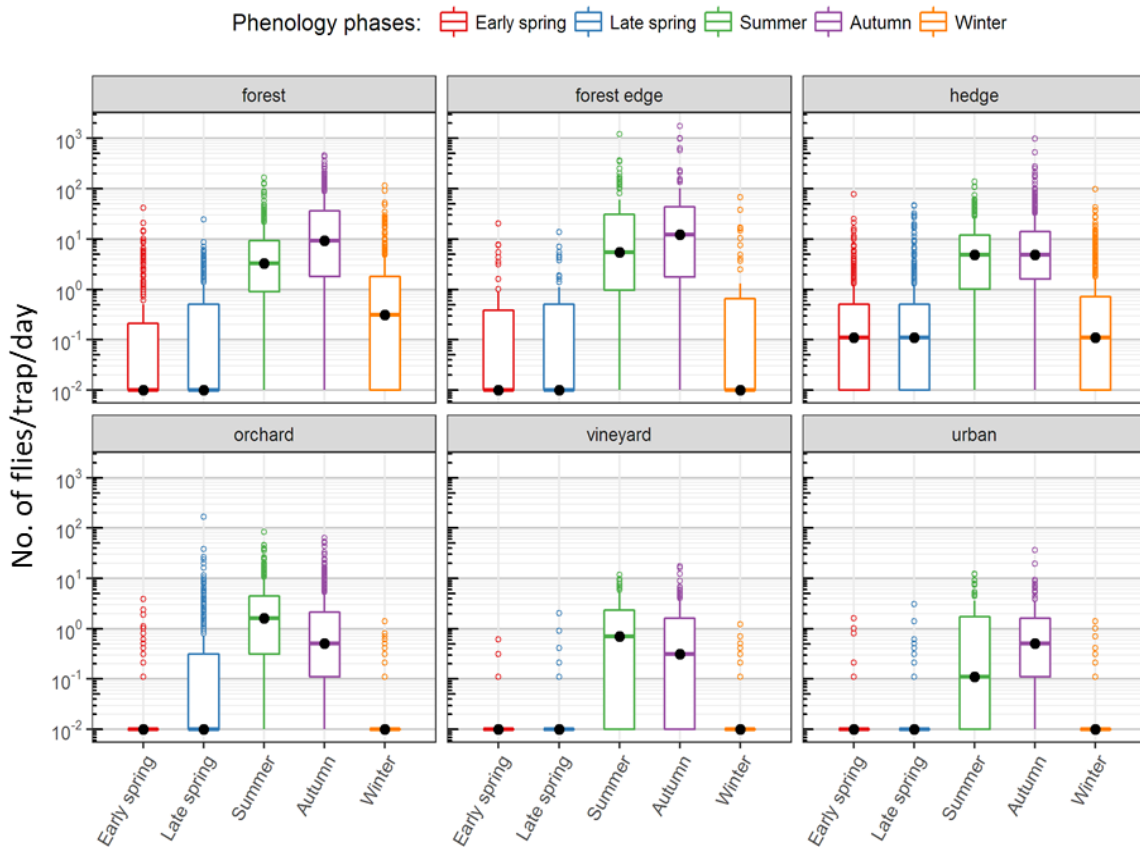 Phenology phases: Early spring Late spring Summer Autumn Winter
forest forest edge hedge
10³
10²
10¹
10⁰
10⁻¹
10⁻²
orchard vineyard urban
10³
10²
10¹
10⁰
10⁻¹
10⁻²
No. of flies/trap/day
Early spring Late spring Summer Autumn Winter Early spring Late spring Summer Autumn Winter Early spring Late spring Summer Autumn Winter